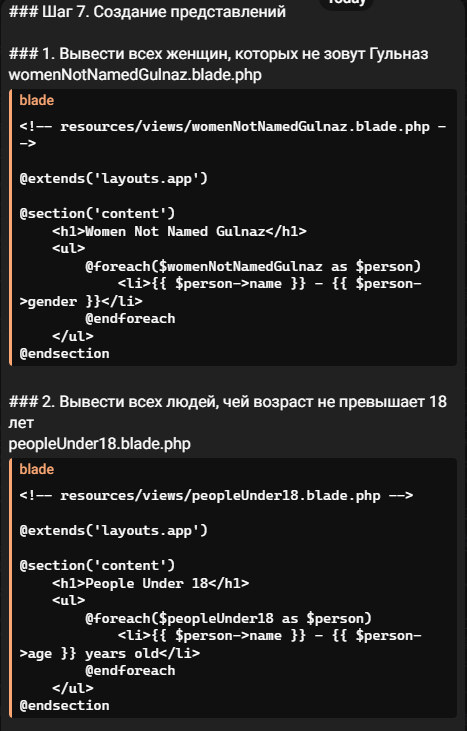 Today
### Шаг 7. Создание представлений
### 1. Вывести всех женщин, которых не зовут Гульназ
womenNotNamedGulnaz.blade.php
blade
<!-- resources/views/womenNotNamedGulnaz.blade.php -
->
@extends('layouts.app')
@section('content')
    <h1>Women Not Named Gulnaz</h1>
    <ul>
        @foreach($womenNotNamedGulnaz as $person)
            <li>{{ $person->name }} - {{ $person-
>gender }}</li>
        @endforeach
    </ul>
@endsection
### 2. Вывести всех людей, чей возраст не превышает 18
лет
peopleUnder18.blade.php
blade
<!-- resources/views/peopleUnder18.blade.php -->
@extends('layouts.app')
@section('content')
    <h1>People Under 18</h1>
    <ul>
        @foreach($peopleUnder18 as $person)
            <li>{{ $person->name }} - {{ $person-
>age }} years old</li>
        @endforeach
    </ul>
@endsection